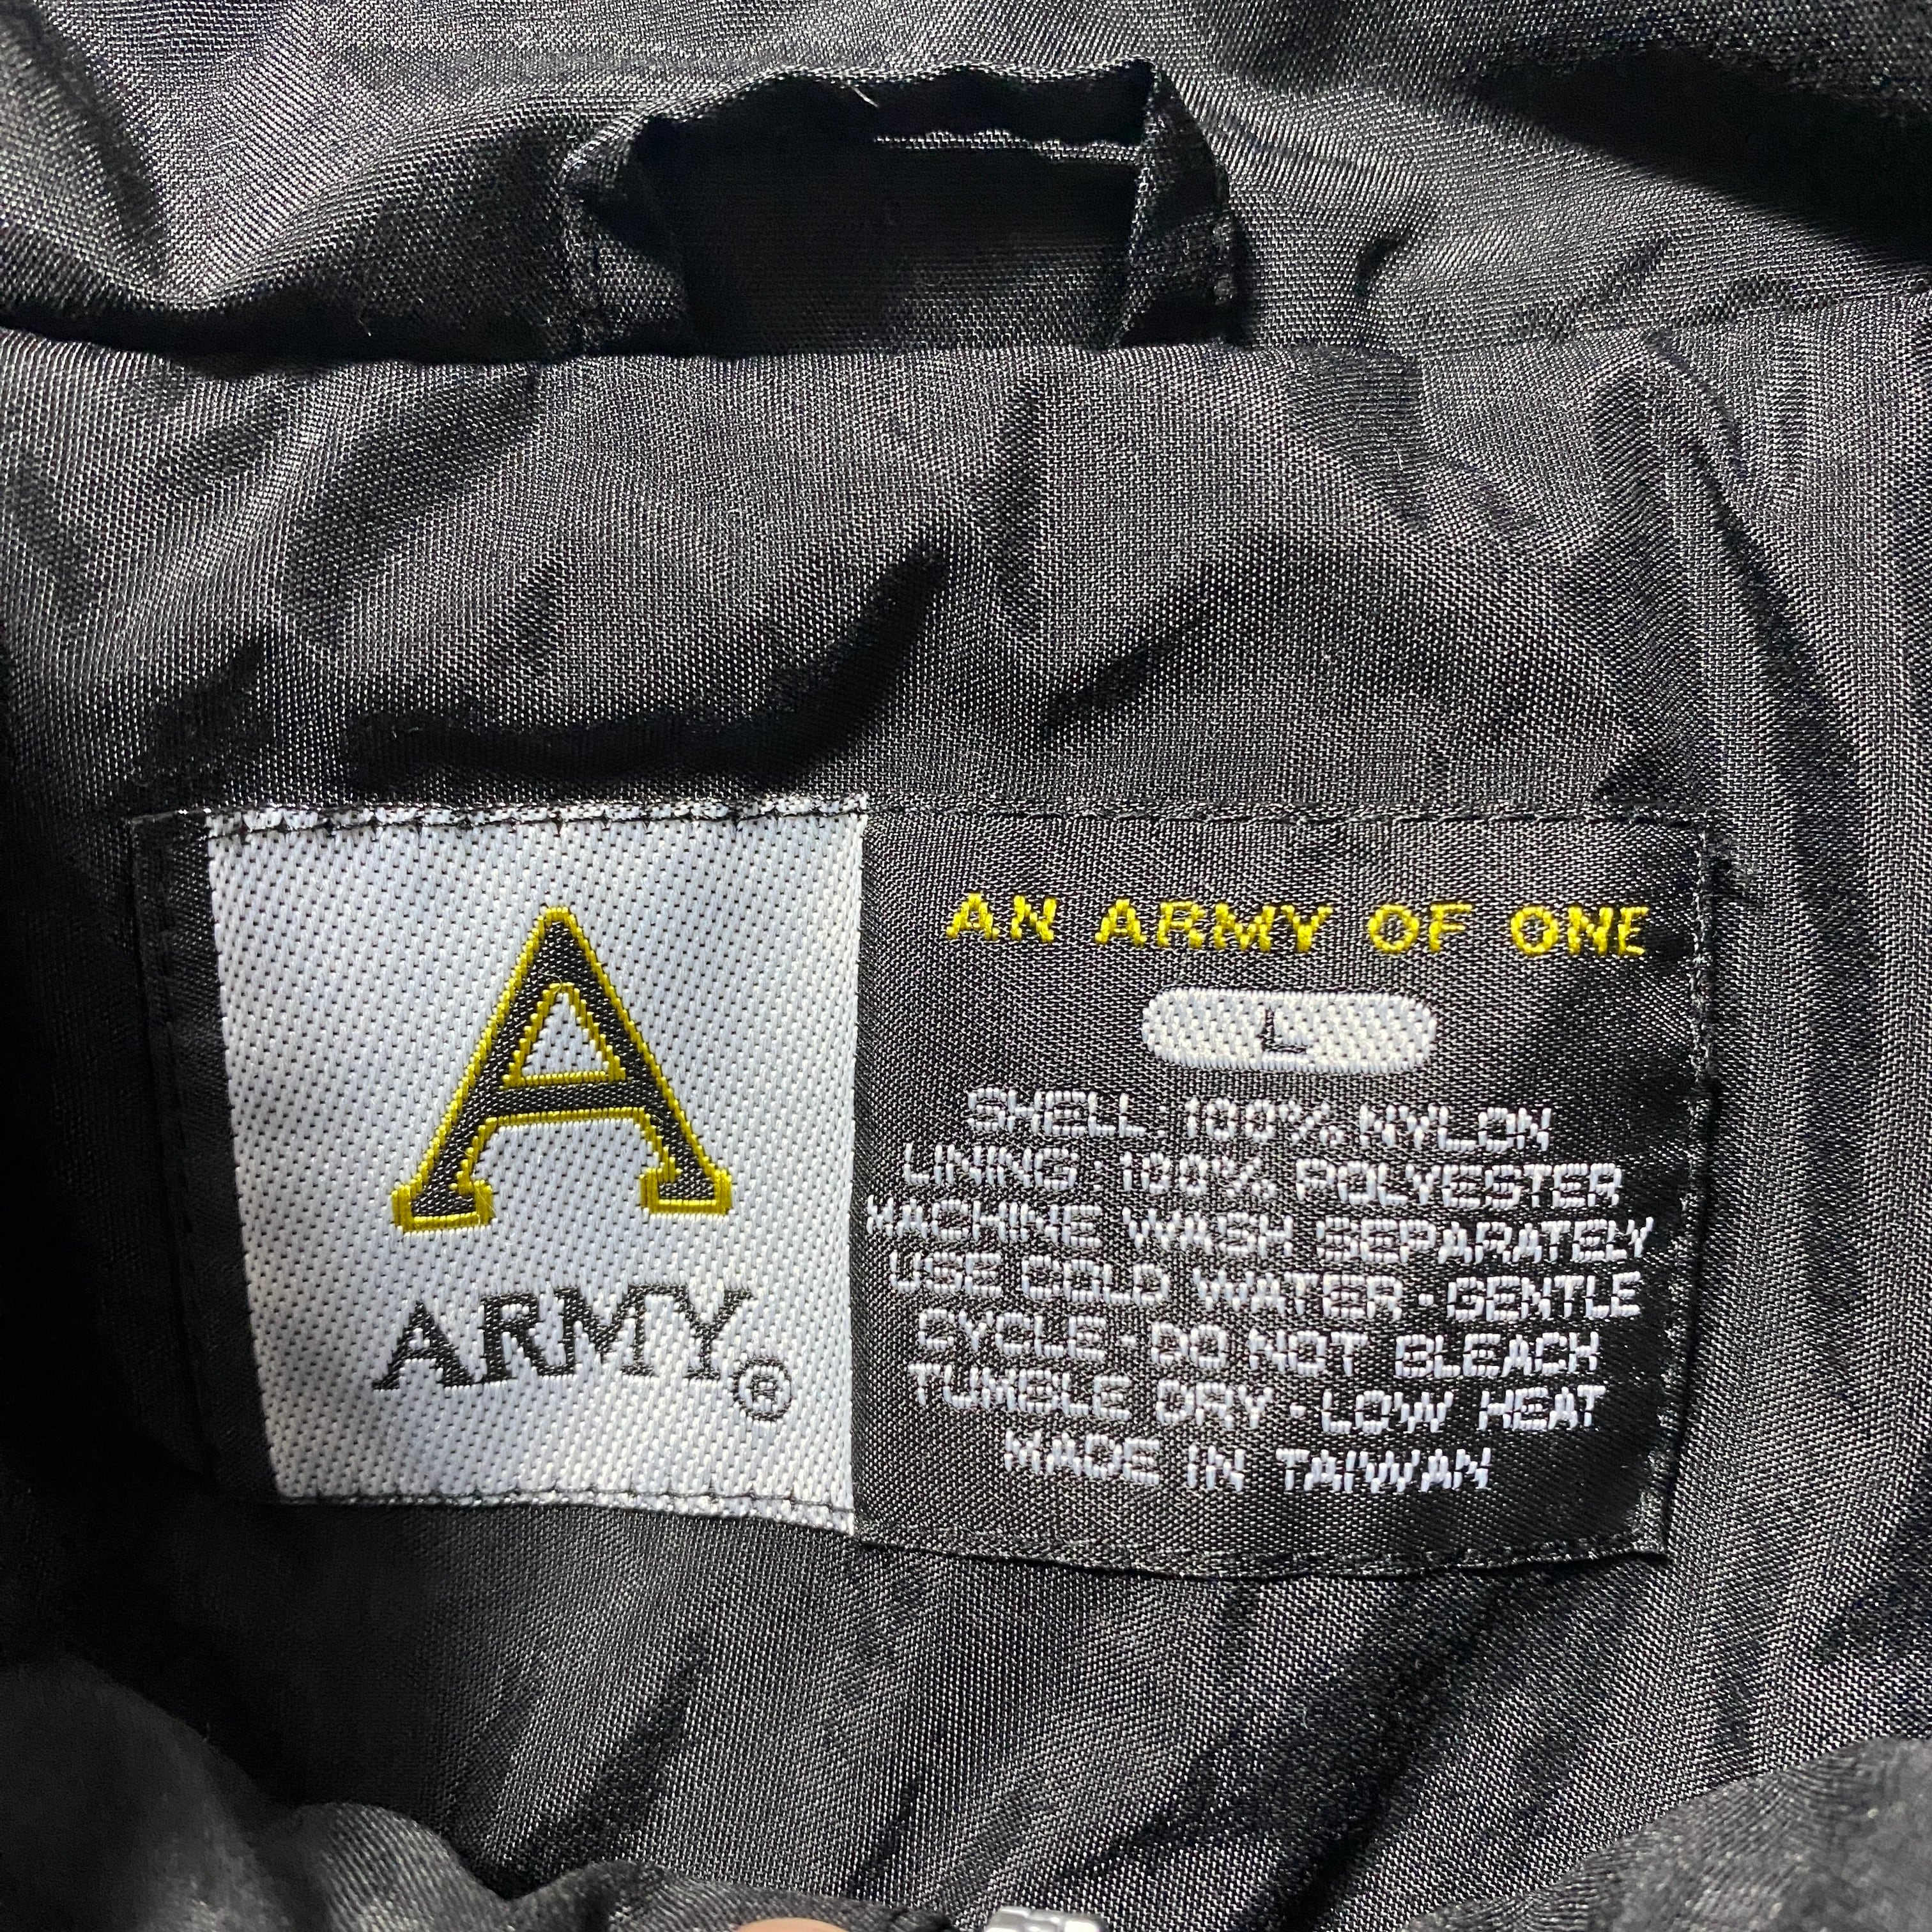 A
ARMY®
AN ARMY OF ONE
L
SHELL: 100% NYLON
LINING: 100% POLYESTER
MACHINE WASH SEPARATELY
USE COLD WATER · GENTLE
CYCLE · DO NOT BLEACH
TUMBLE DRY · LOW HEAT
MADE IN TAIWAN